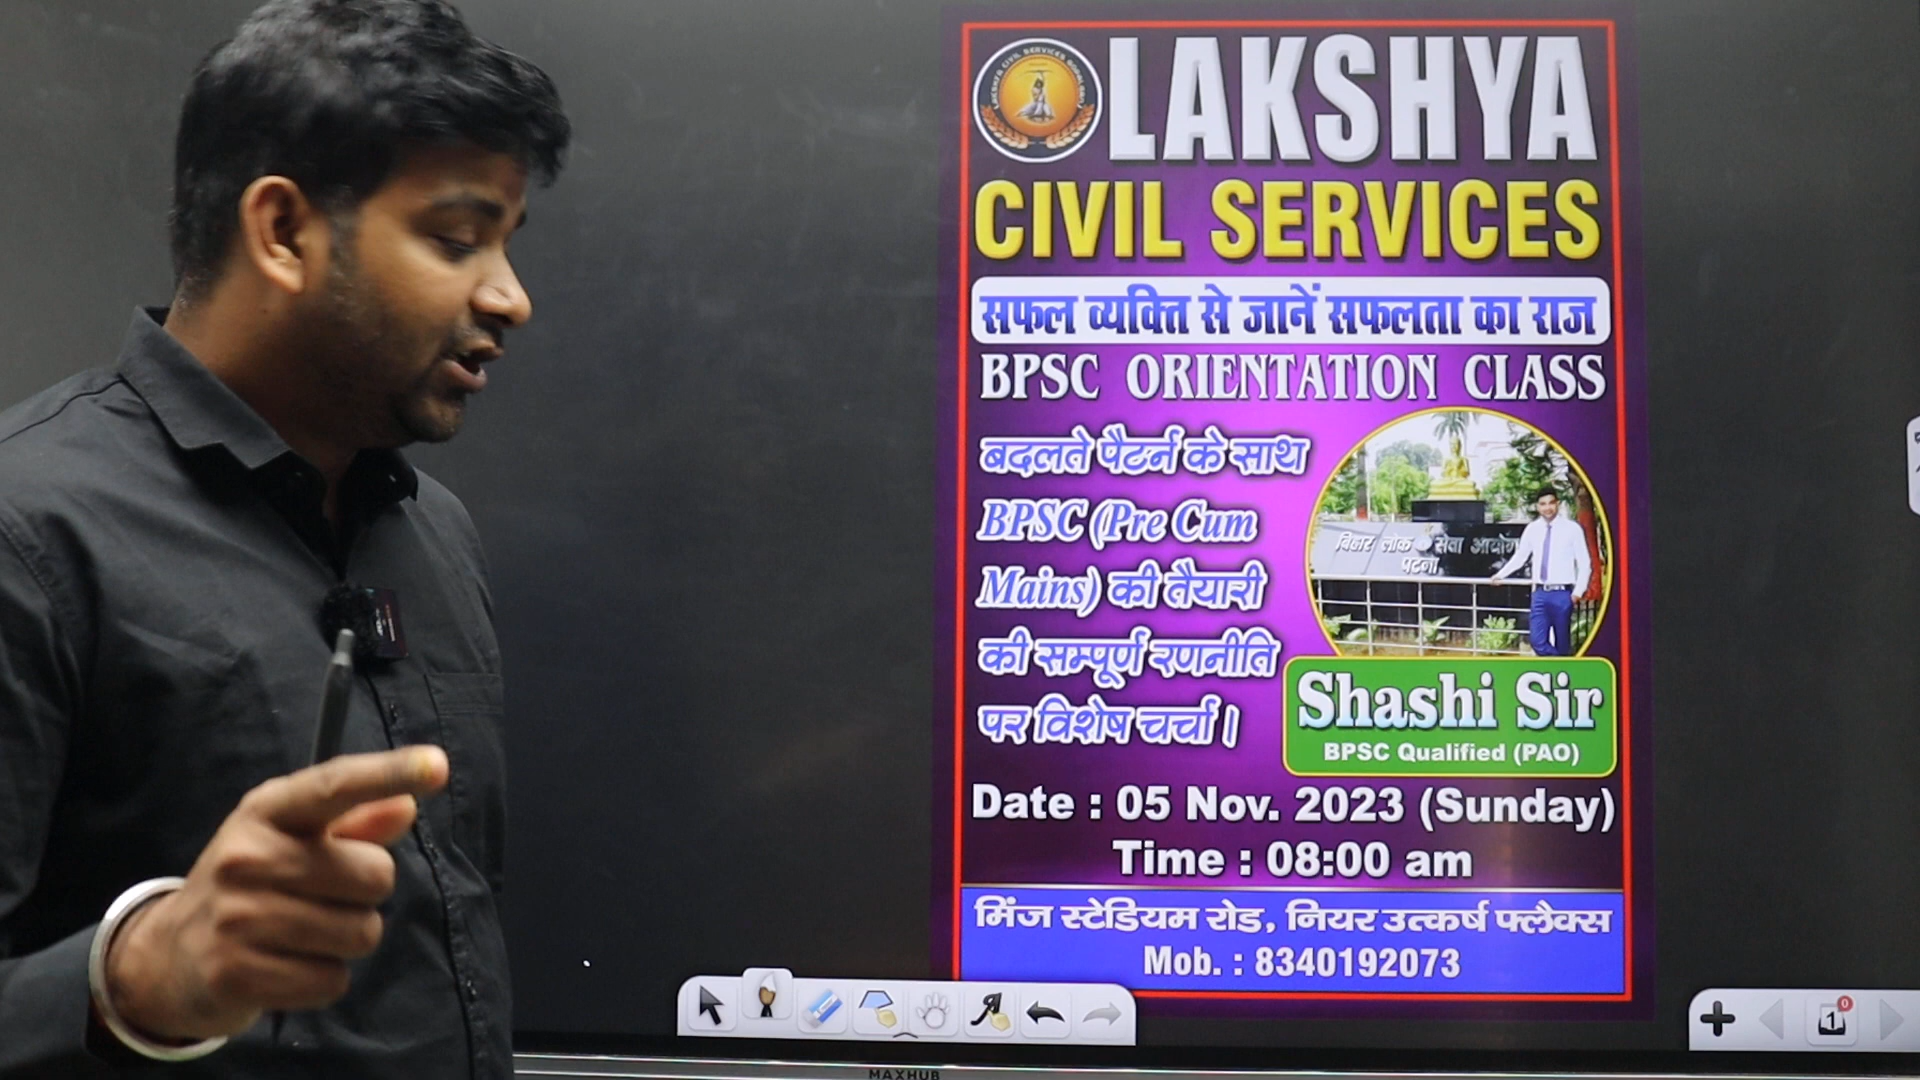 LAKSHYA
CIVIL SERVICES
सफल व्यक्ति से जानें सफलता का राज
BPSC ORIENTATION CLASS
बदलते पैटर्न के साथ
BPSC (Pre Cum
Mains) की तैयारी
की सम्पूर्ण रणनीति
पर विशेष चर्चा।
बिहार लोक सेवा आयोग
पटना
Shashi Sir
BPSC Qualified (PAO)
Date : 05 Nov. 2023 (Sunday)
Time : 08:00 am
मिंज स्टेडियम रोड, नियर उत्कर्ष फ्लैक्स
Mob. : 8340192073
1
0
MAXHUB